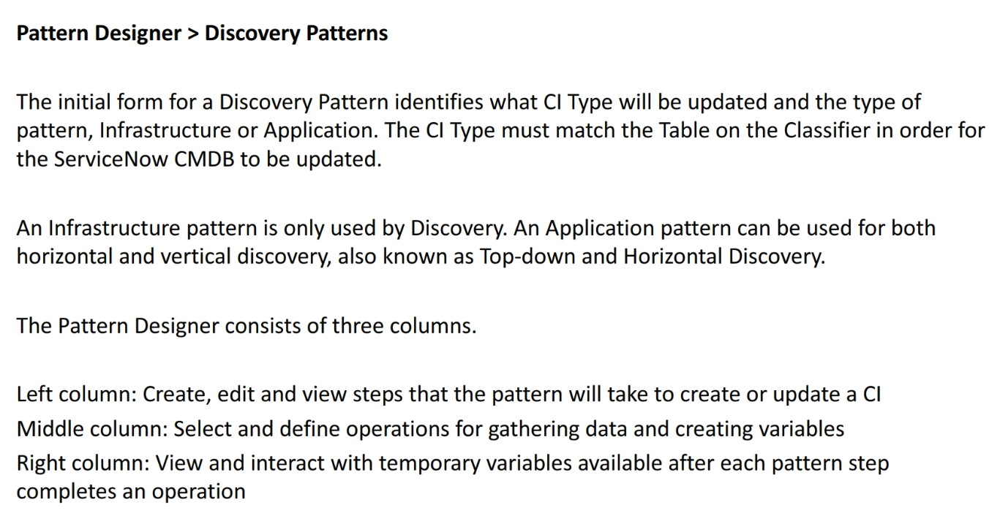 Pattern Designer > Discovery Patterns
The initial form for a Discovery Pattern identifies what CI Type will be updated and the type of
pattern, Infrastructure or Application. The CI Type must match the Table on the Classifier in order for
the ServiceNow CMDB to be updated.
An Infrastructure pattern is only used by Discovery. An Application pattern can be used for both
horizontal and vertical discovery, also known as Top-down and Horizontal Discovery.
The Pattern Designer consists of three columns.
Left column: Create, edit and view steps that the pattern will take to create or update a CI
Middle column: Select and define operations for gathering data and creating variables
Right column: View and interact with temporary variables available after each pattern step
completes an operation